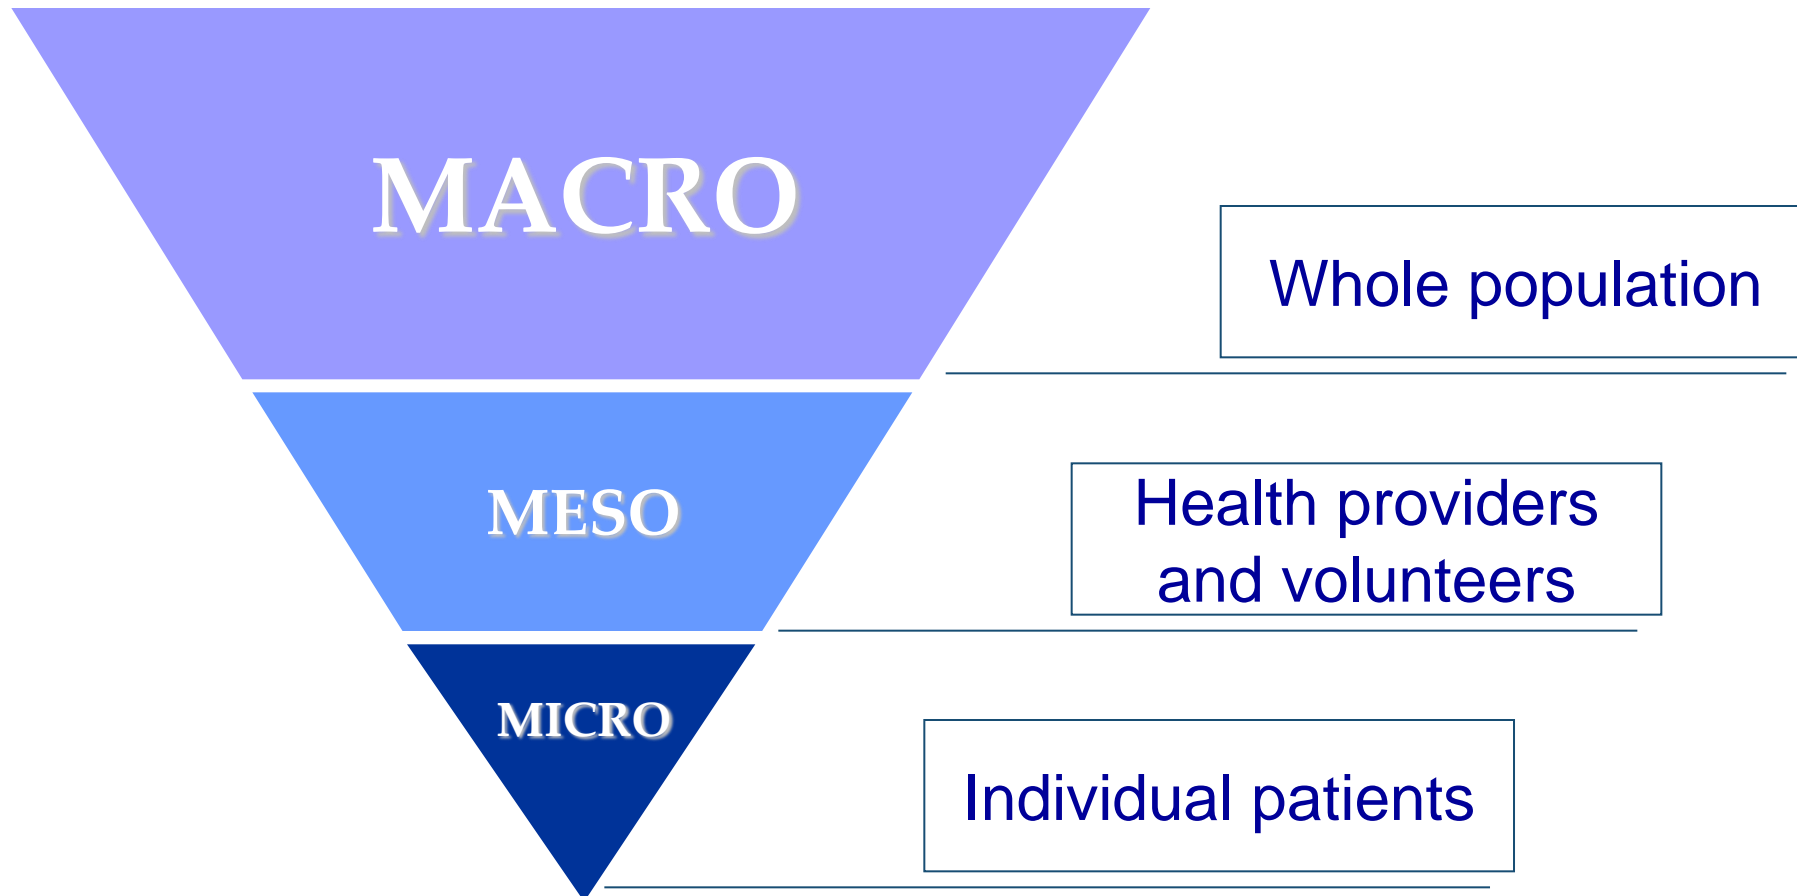 MACRO
Whole population
MESO
Health providers
and volunteers
MICRO
Individual patients